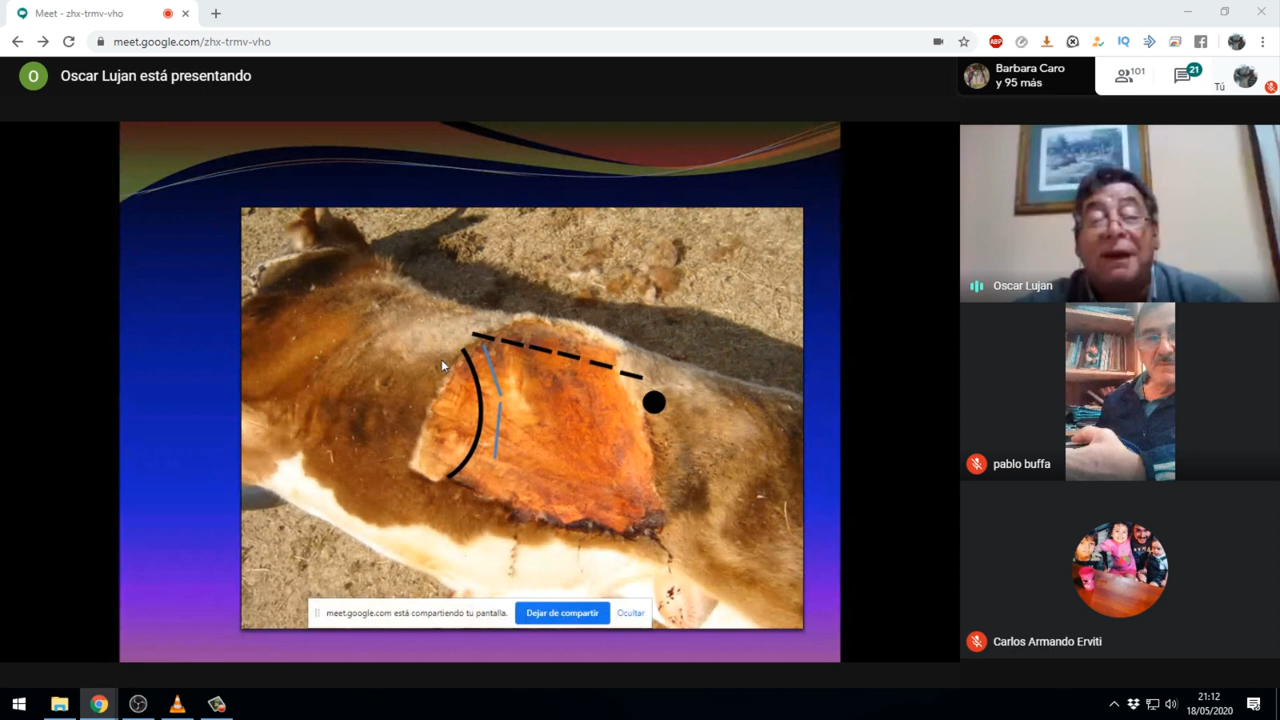 Meet - zhx-trmv-vho
meet.google.com/zhx-trmv-vho
ABP
IQ
O
Oscar Lujan está presentando
Barbara Caro
y 95 más
101
21
Tú
Oscar Lujan
pablo buffa
meet.google.com está compartiendo tu pantalla.
Dejar de compartir
Ocultar
Carlos Armando Erviti
21:12
18/05/2020